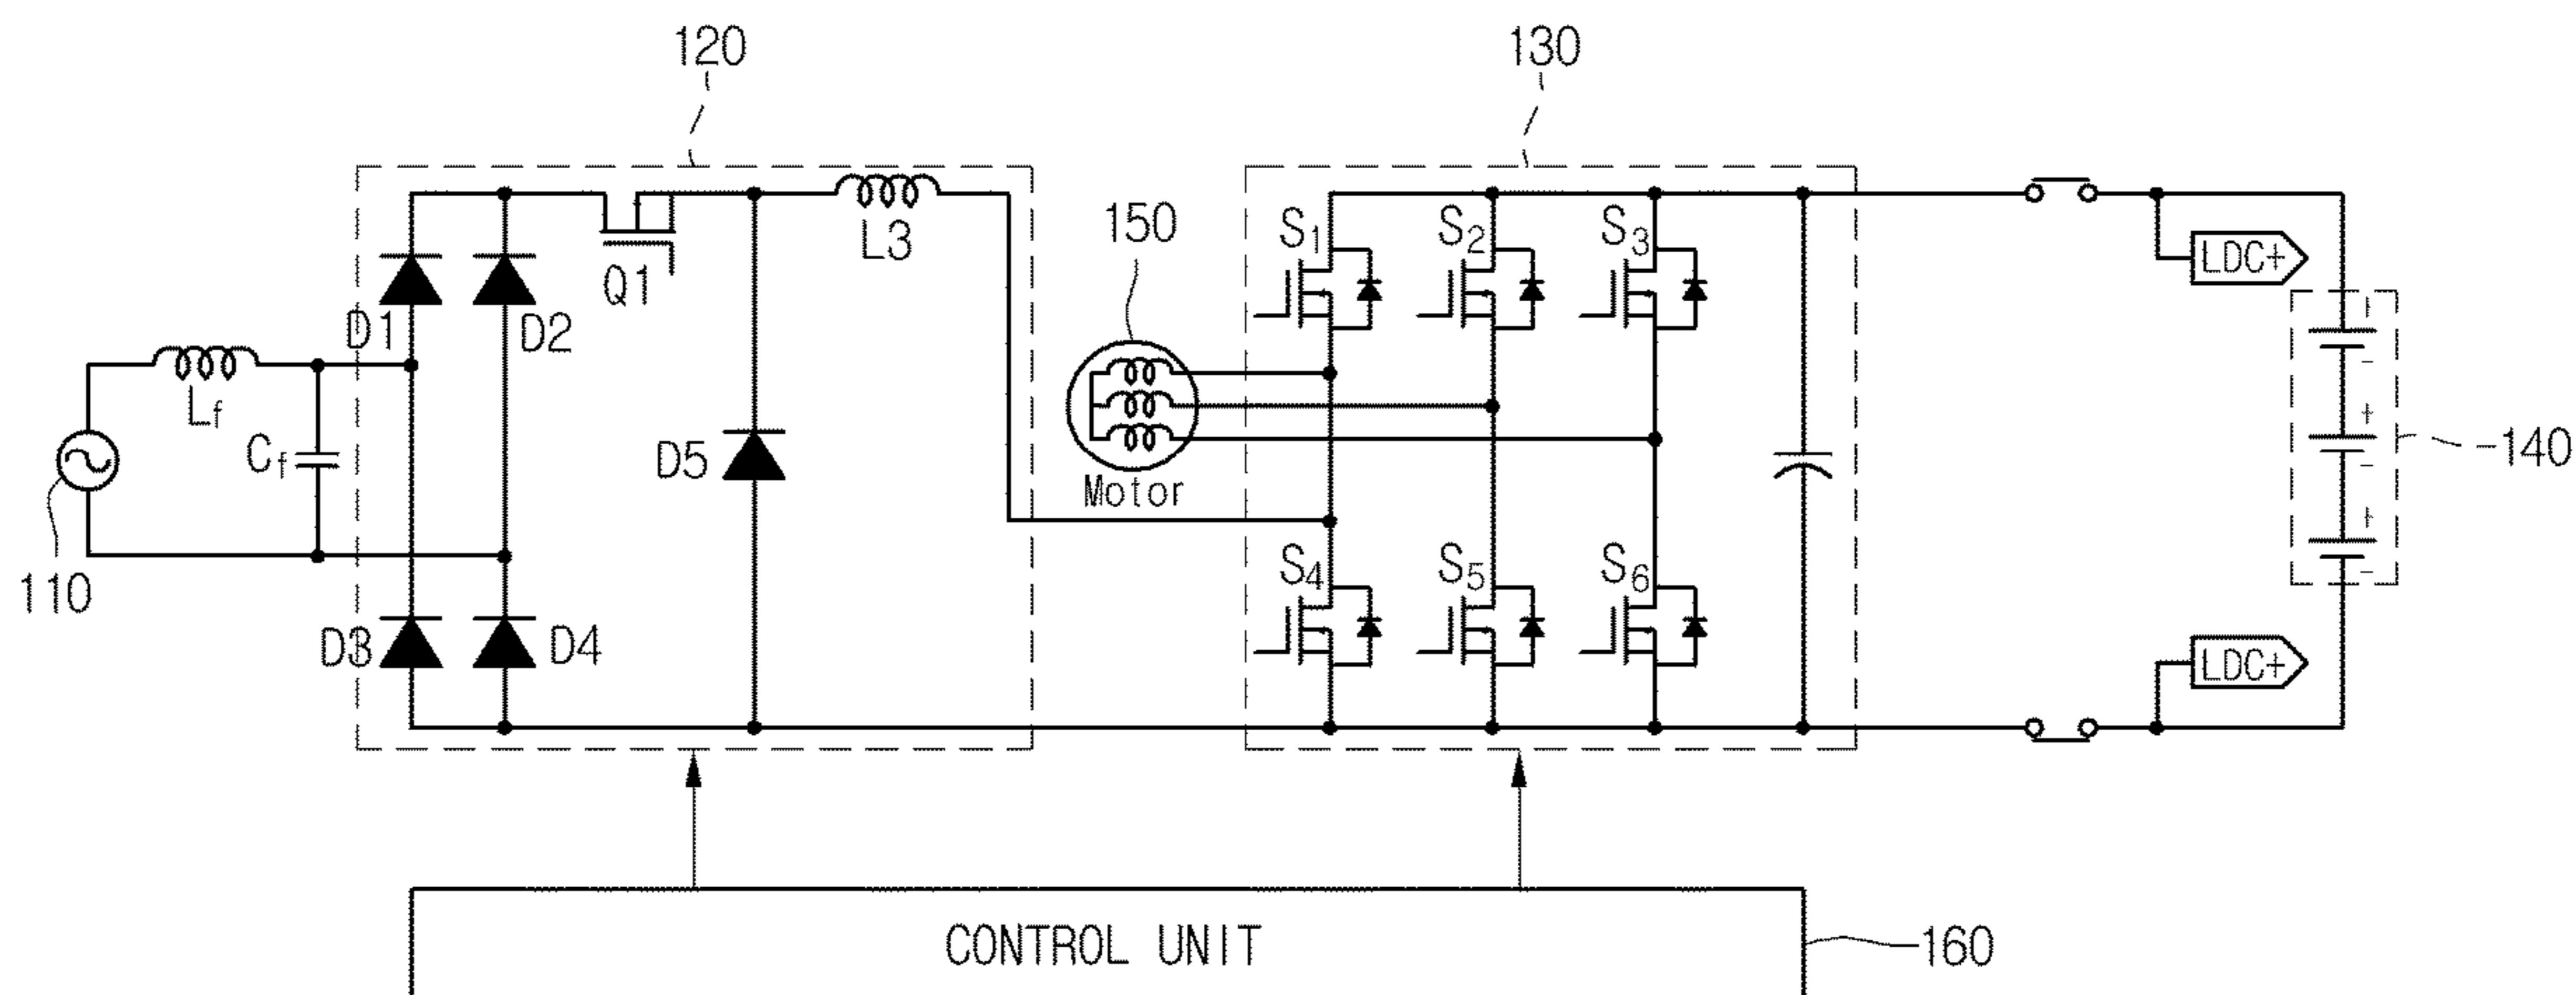 120
130
150
S1
S2
S3
LDC+
L3
Q1
D1
D2
Lf
Cf
D5
Motor
140
110
S4
S5
S6
D3
D4
LDC+
+
-
+
-
+
-
CONTROL UNIT
160